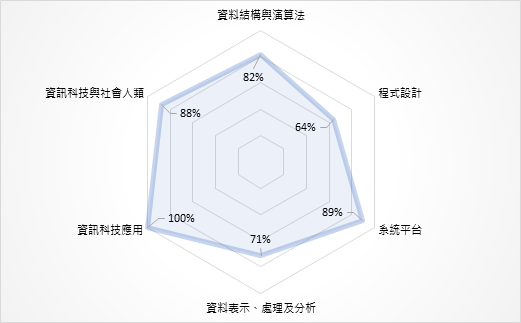 資料結構與演算法
82%
資訊科技與社會人類
程式設計
88%
64%
資訊科技應用
100%
89%
系統平台
71%
資料表示、處理及分析